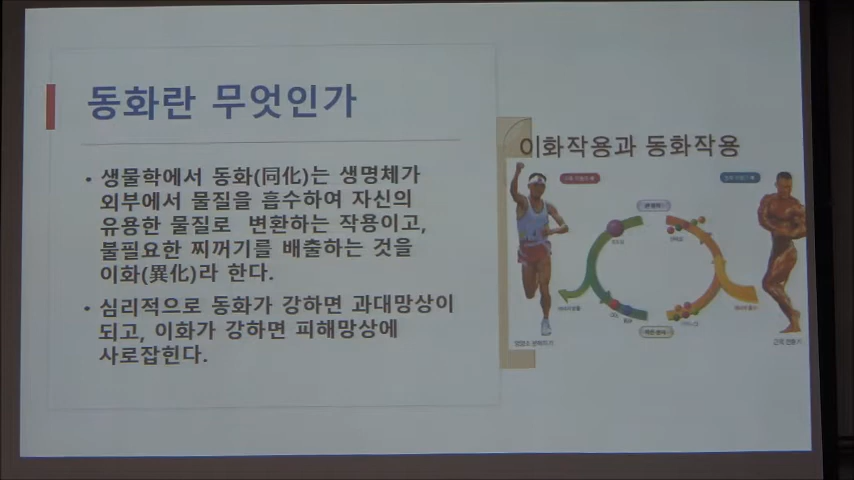 동화란 무엇인가
• 생물학에서 동화(同化)는 생명체가
외부에서 물질을 흡수하여 자신의
유용한 물질로 변환하는 작용이고,
불필요한 찌꺼기를 배출하는 것을
이화(異化)라 한다.
• 심리적으로 동화가 강하면 과대망상이
되고, 이화가 강하면 피해망상에
사로잡힌다.
이화작용과 동화작용